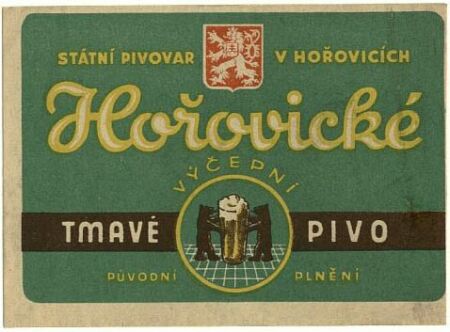 STÁTNÍ PIVOVAR V HOŘOVICÍCH
Hořovické
VÝČEPNÍ
TMAVÉ PIVO
PŮVODNÍ PLNĚNÍ